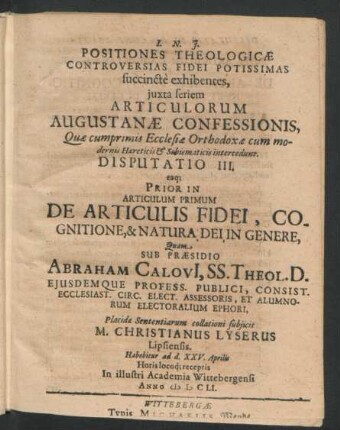 I. N. J.
POSITIONES THEOLOGICÆ
CONTROVERSIAS FIDEI POTISSIMAS
succinctè exhibentes,
juxta seriem
ARTICULORUM
AUGUSTANÆ CONFESSIONIS,
Quæ cumprimis Ecclesiæ Orthodoxæ cum mo-
dernis Hæreticis & Schismaticis intercedunt.
DISPUTATIO III.
eaq;
PRIOR IN
ARTICULUM PRIMUM
DE ARTICULIS FIDEI, CO-
GNITIONE, & NATURA DEI, IN GENERE,
Quam
SUB PRÆSIDIO
ABRAHAM CALOVI, SS. THEOL. D.
EJUSDEMQUE PROFESS. PUBLICI, CONSIST.
ECCLESIAST. CIRC. ELECT. ASSESSORIS, ET ALUMNO-
RUM ELECTORALIUM EPHORI,
Placidæ Sententiarum collationi subjicit
M. CHRISTIANUS LYSERUS
Lipsiensis.
Habebitur ad d. XXV. Aprilis
Horis locoq; receptis
In illustri Academia Wittebergensi
ANNO cIↃ IↃ CLI.
WITTEBERGÆ
Typis MICHAELIS